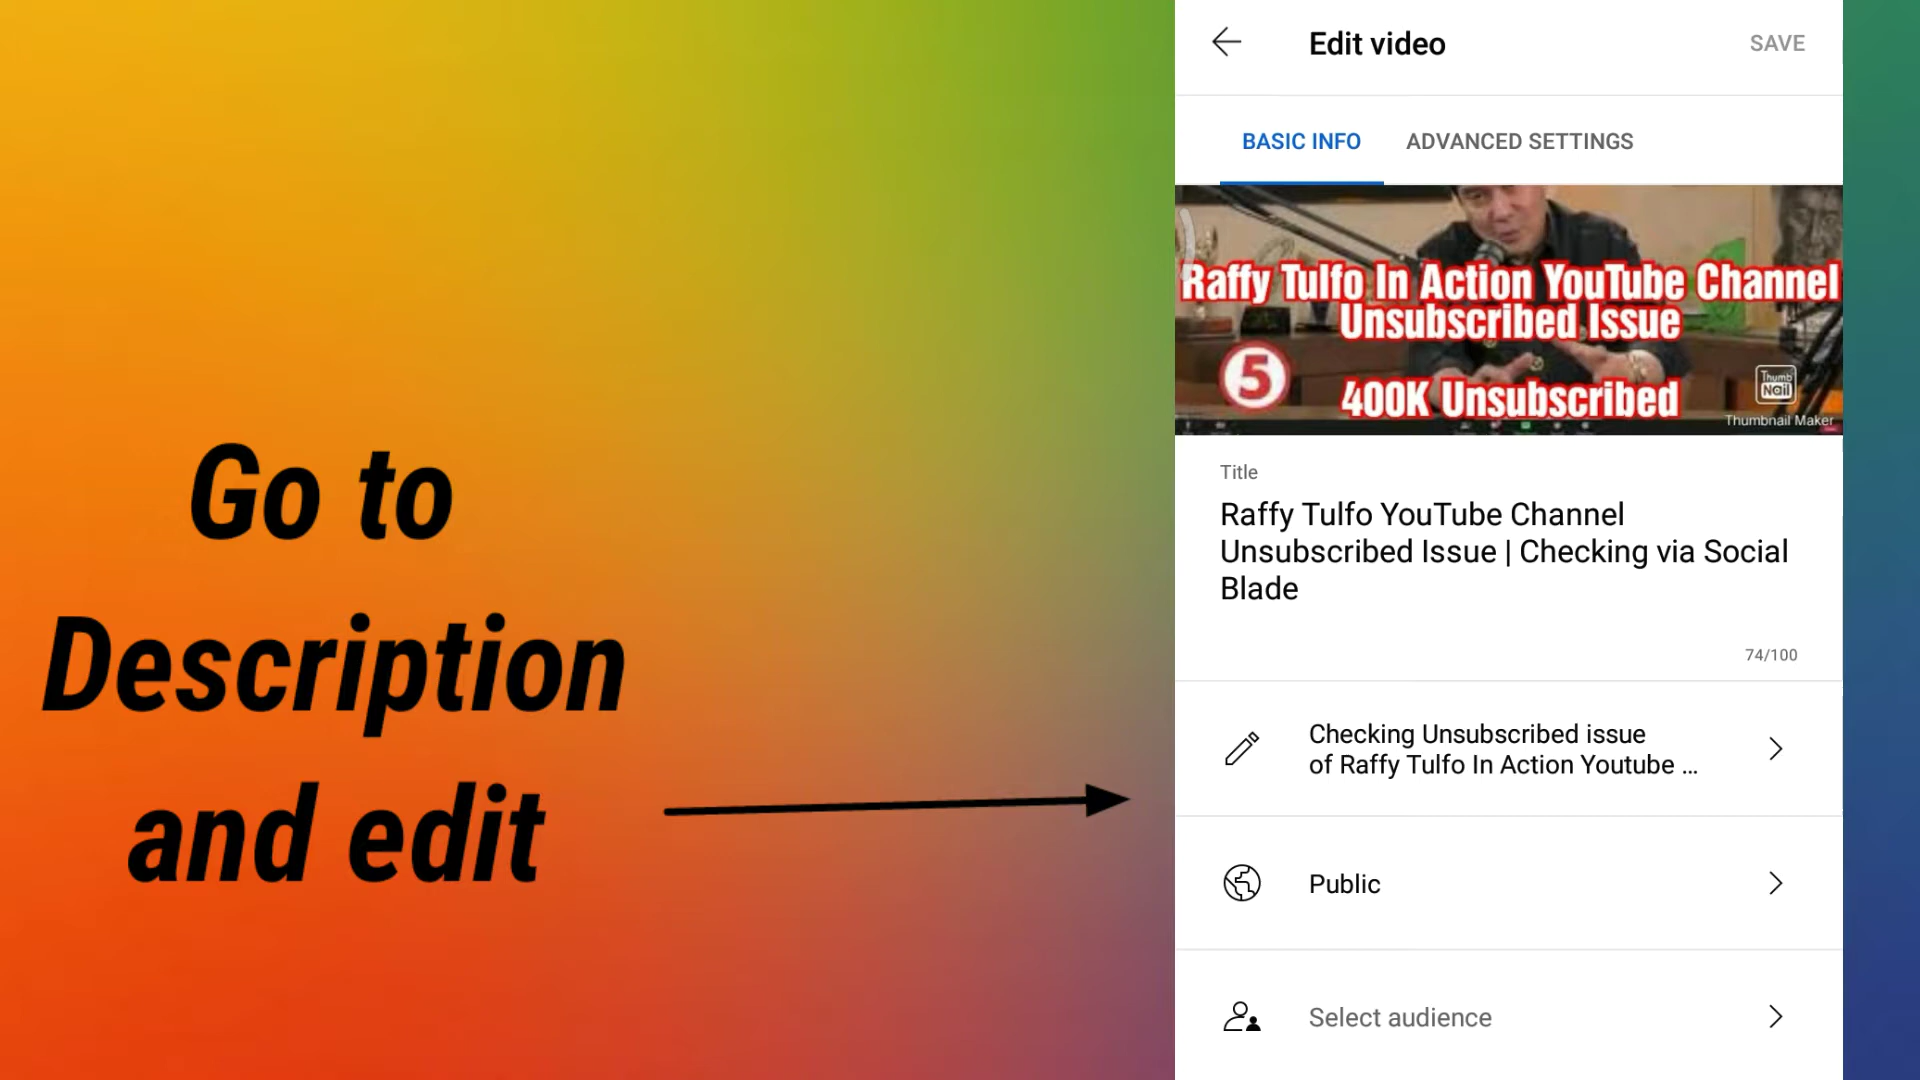 Go to
Description
and edit
Edit video
SAVE
BASIC INFO
ADVANCED SETTINGS
Raffy Tulfo In Action YouTube Channel
Unsubscribed Issue
5
400K Unsubscribed
Thumb
Nail
Thumbnail Maker
Title
Raffy Tulfo YouTube Channel
Unsubscribed Issue | Checking via Social
Blade
74/100
Checking Unsubscribed issue
of Raffy Tulfo In Action Youtube ...
Public
Select audience